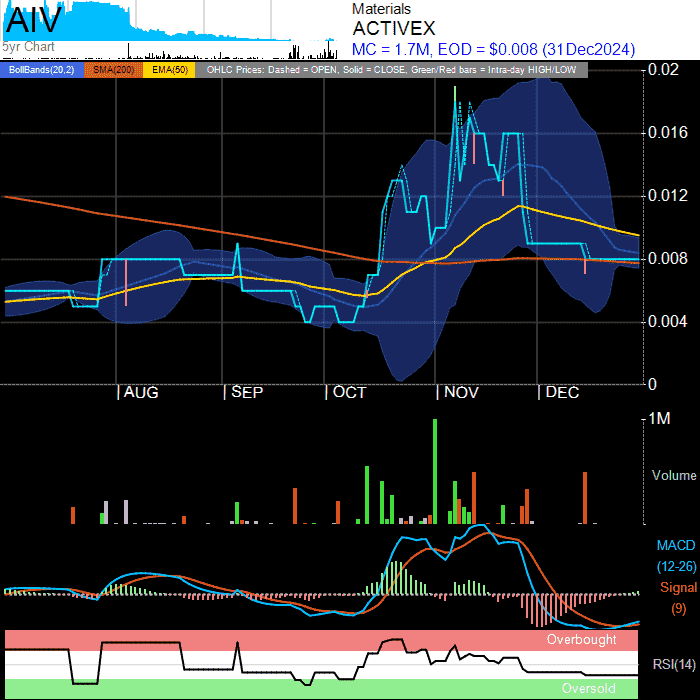 AIV
5yr Chart
Materials
ACTIVEX
MC = 1.7M, EOD = $0.008 (31Dec2024)
BollBands(20,2) SMA(200) EMA(50) OHLC Prices: Dashed = OPEN, Solid = CLOSE, Green/Red bars = Intra-day HIGH/LOW
0.02
0.016
0.012
0.008
0.004
0
AUG SEP OCT NOV DEC
1M
Volume
MACD
(12-26)
Signal
(9)
Overbought
RSI(14)
Oversold